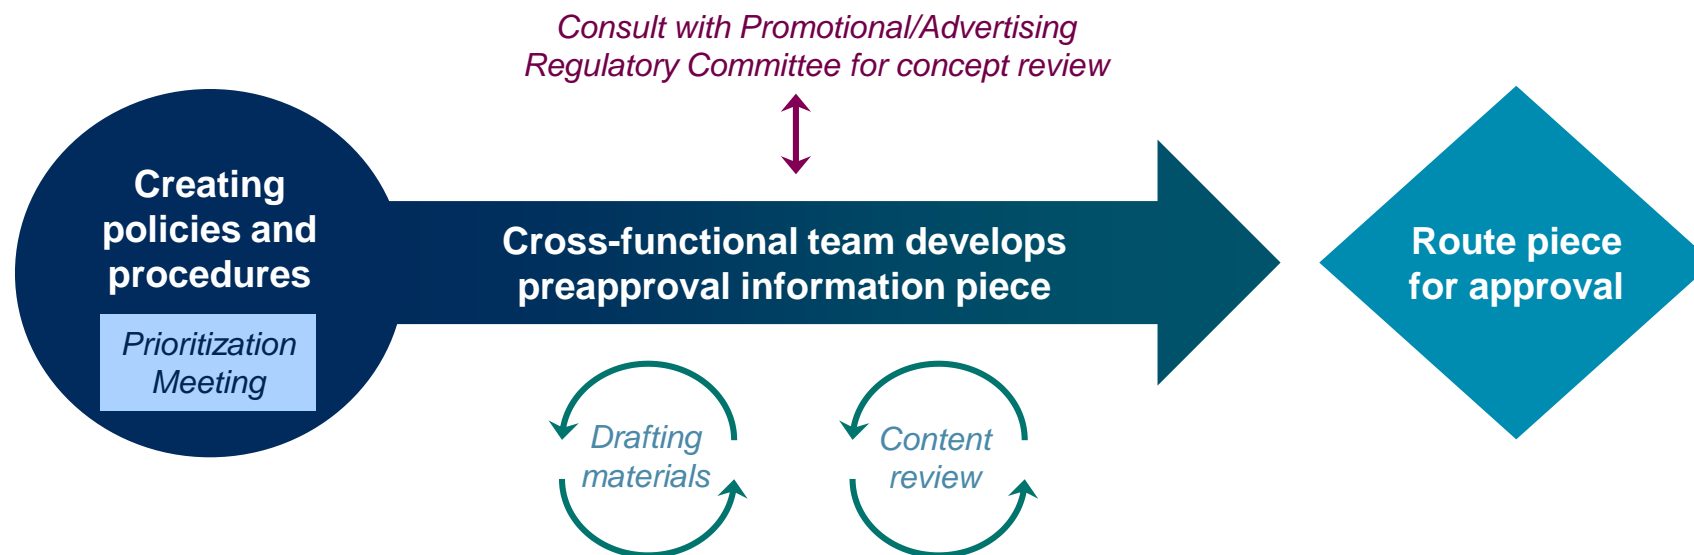 Consult with Promotional/Advertising
Regulatory Committee for concept review
Creating
policies and
procedures
Prioritization
Meeting
Cross-functional team develops
preapproval information piece
Drafting
materials
Content
review
Route piece
for approval